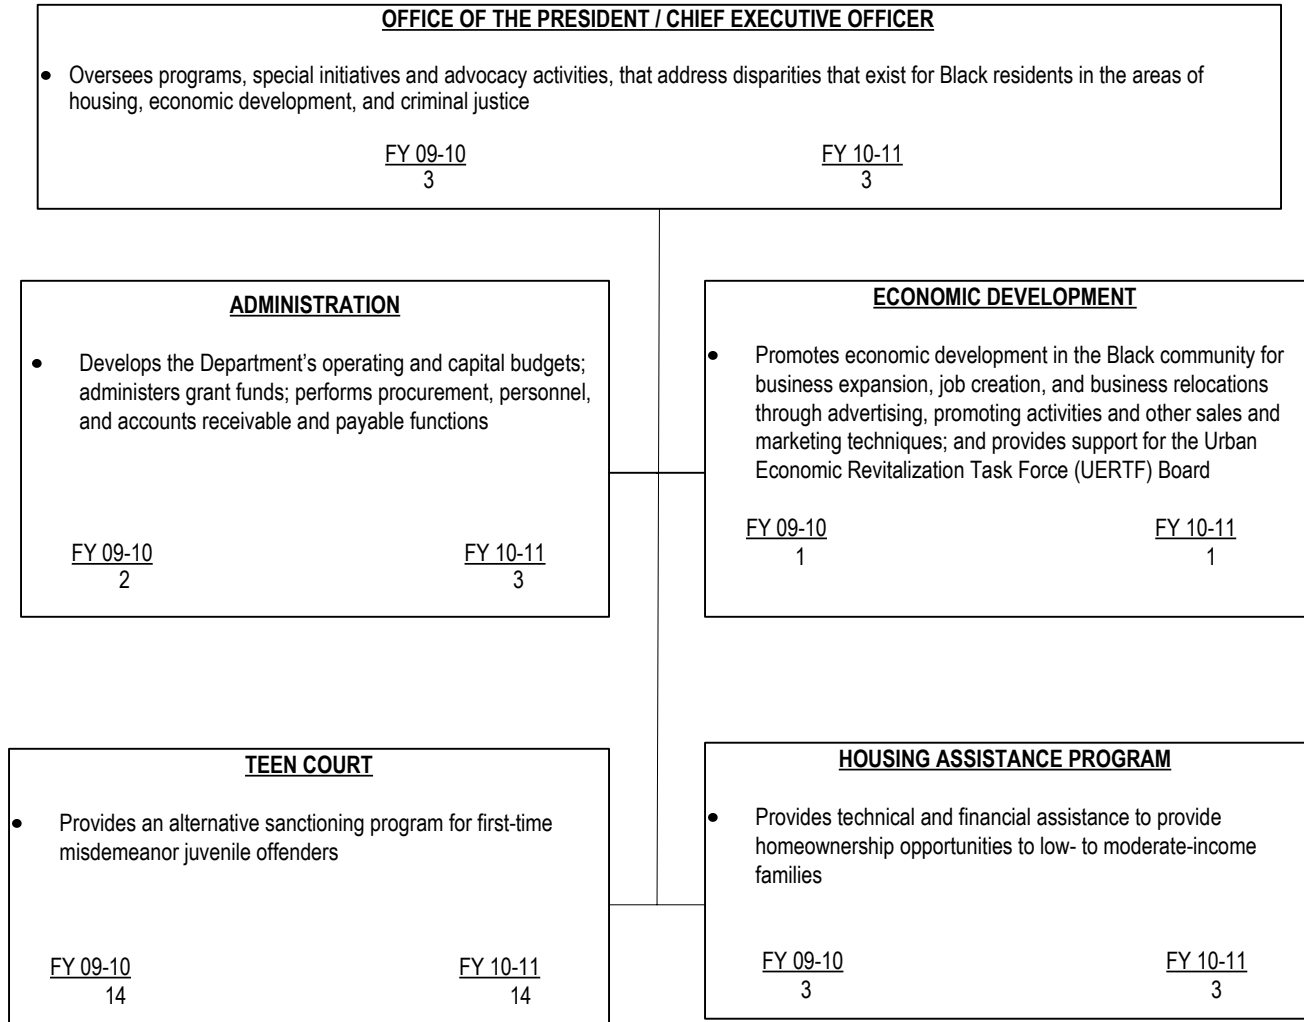 OFFICE OF THE PRESIDENT / CHIEF EXECUTIVE OFFICER
• Oversees programs, special initiatives and advocacy activities, that address disparities that exist for Black residents in the areas of
housing, economic development, and criminal justice
FY 09-10 FY 10-11
3 3
ADMINISTRATION
• Develops the Department’s operating and capital budgets;
administers grant funds; performs procurement, personnel,
and accounts receivable and payable functions
FY 09-10 FY 10-11
2 3
ECONOMIC DEVELOPMENT
• Promotes economic development in the Black community for
business expansion, job creation, and business relocations
through advertising, promoting activities and other sales and
marketing techniques; and provides support for the Urban
Economic Revitalization Task Force (UERTF) Board
FY 09-10 FY 10-11
1 1
TEEN COURT
• Provides an alternative sanctioning program for first-time
misdemeanor juvenile offenders
FY 09-10 FY 10-11
14 14
HOUSING ASSISTANCE PROGRAM
• Provides technical and financial assistance to provide
homeownership opportunities to low- to moderate-income
families
FY 09-10 FY 10-11
3 3